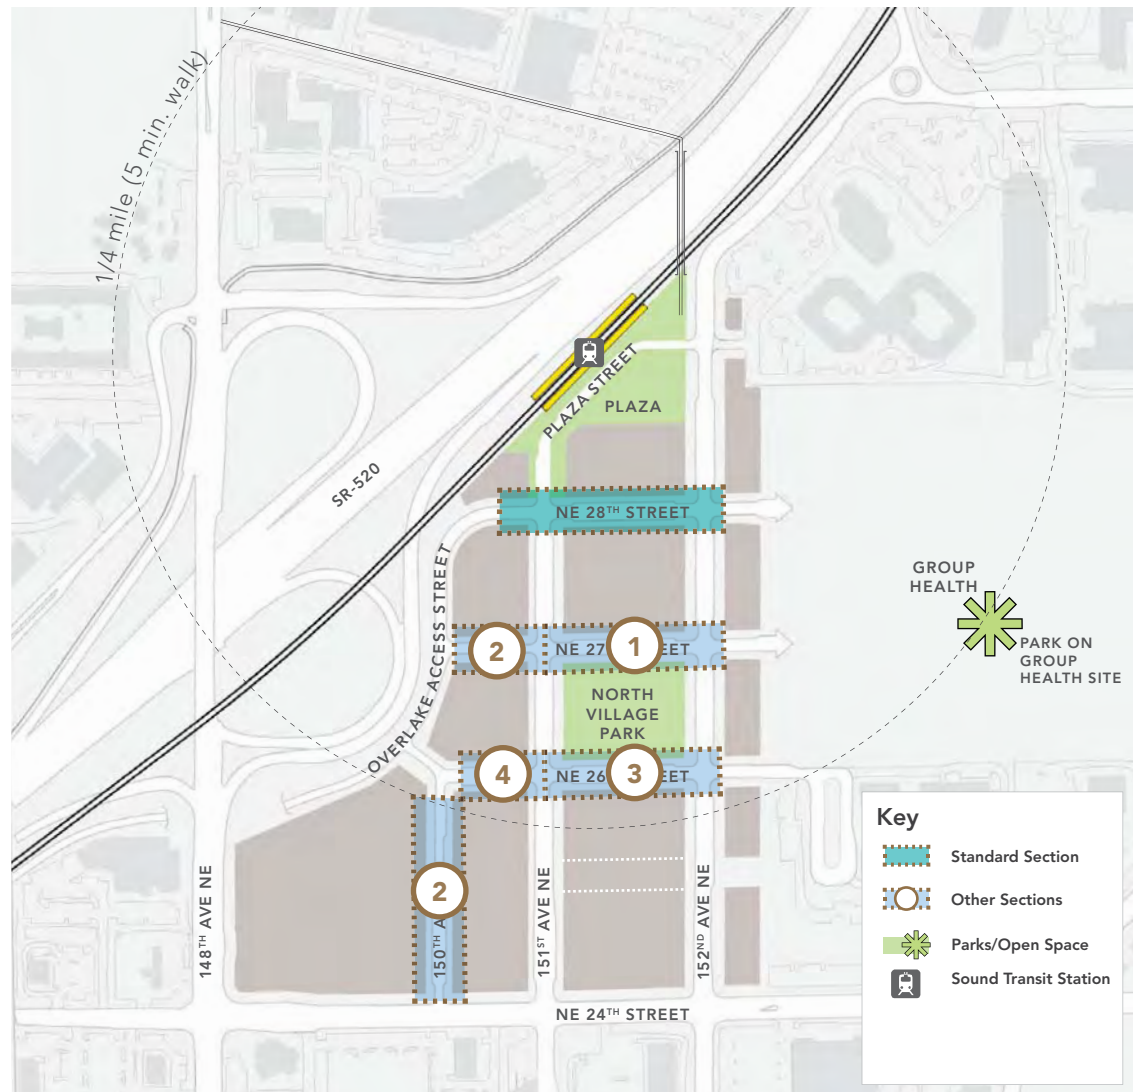 1/4 mile (5 min. walk)
SR-520
PLAZA STREET
PLAZA
NE 28TH STREET
OVERLAKE ACCESS STREET
GROUP
HEALTH
PARK ON
GROUP
HEALTH SITE
2
NE 27
1
EET
NORTH
VILLAGE
PARK
4
NE 26
3
EET
148TH AVE NE
2
150TH A
151ST AVE NE
152ND AVE NE
NE 24TH STREET
Key
Standard Section
Other Sections
Parks/Open Space
Sound Transit Station